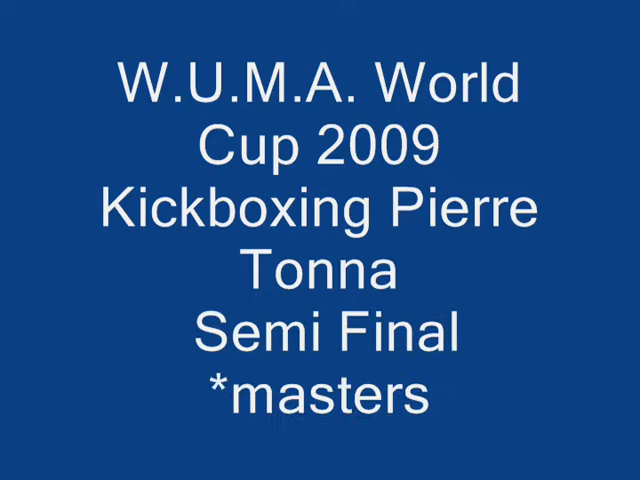 W.U.M.A. World
Cup 2009
Kickboxing Pierre
Tonna
Semi Final
*masters